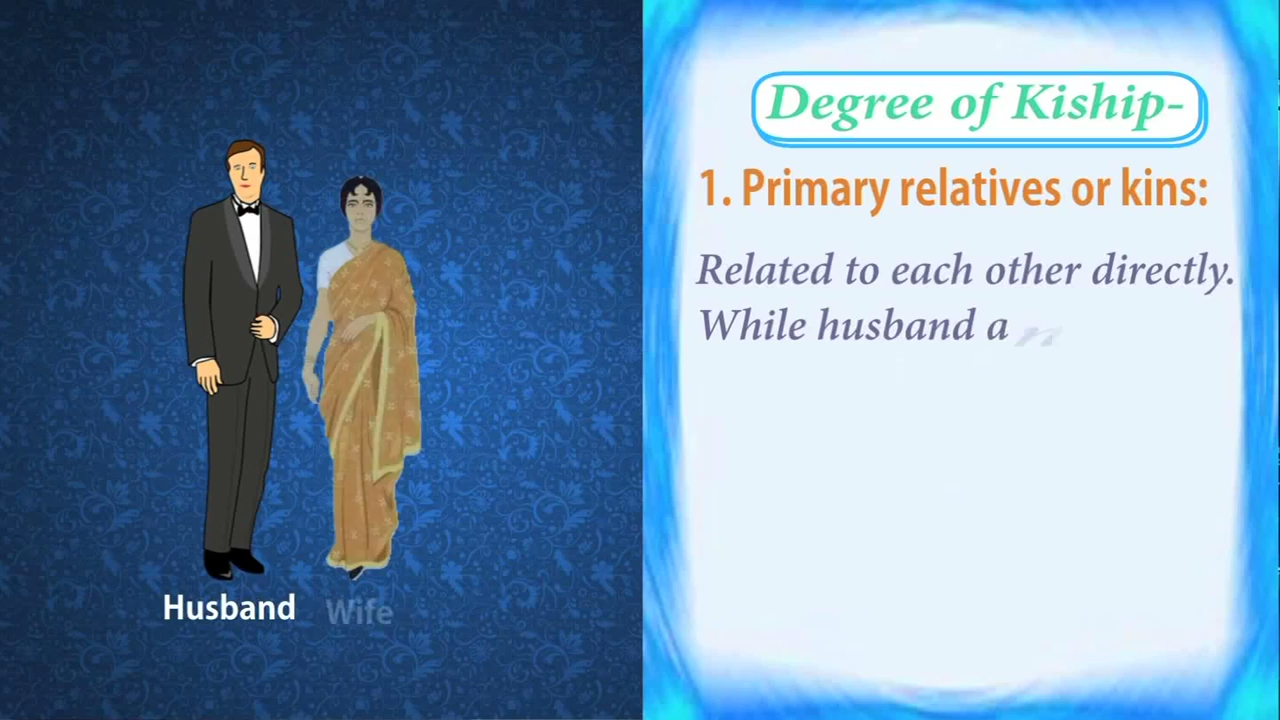 Degree of Kiship-
1. Primary relatives or kins:
Related to each other directly.
While husband a
Husband Wife